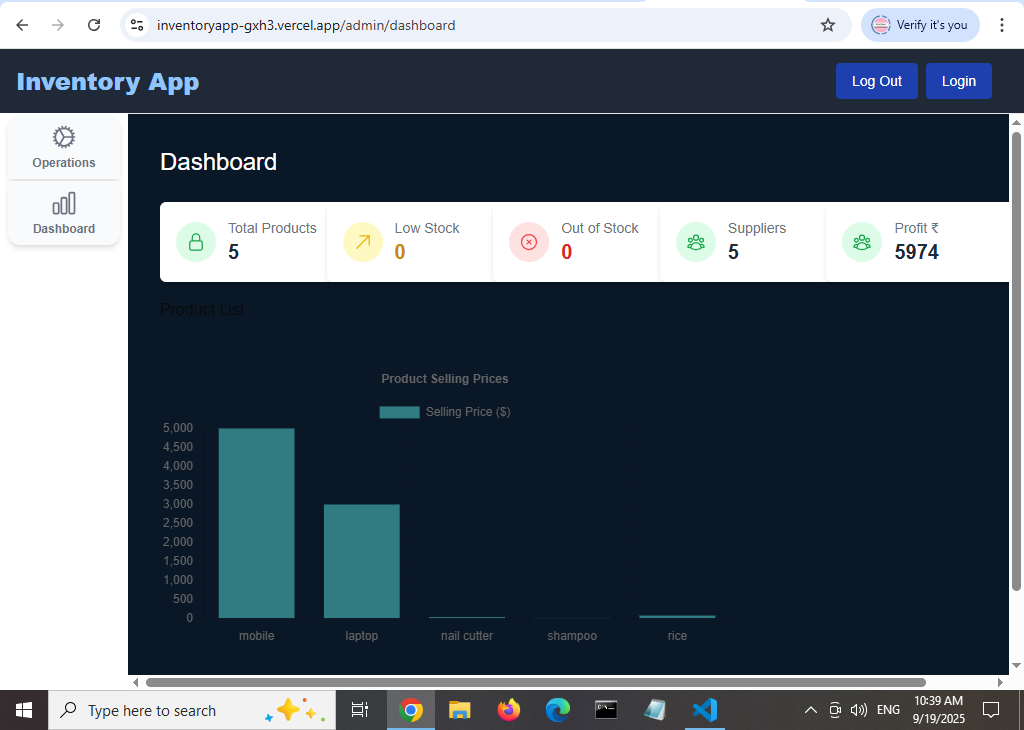 inventoryapp-gxh3.vercel.app/admin/dashboard
Verify it's you
Inventory App
Log Out
Login
Operations
Dashboard
Dashboard
Total Products
5
Low Stock
0
Out of Stock
0
Suppliers
5
Profit ₹
5974
Product List
Product Selling Prices
Selling Price ($)
5,000
4,500
4,000
3,500
3,000
2,500
2,000
1,500
1,000
500
0
mobile laptop nail cutter shampoo rice
Type here to search
ENG
10:39 AM
9/19/2025